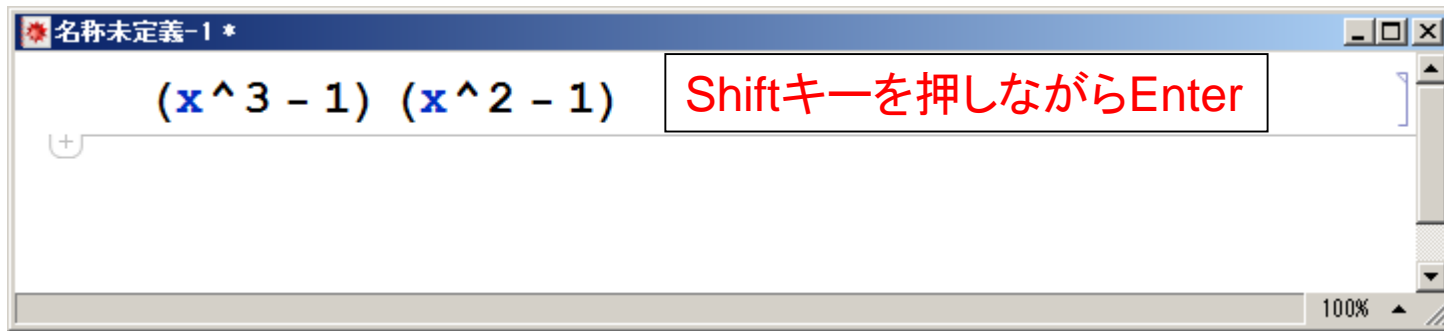 名称未定義-1 *
(x^3 - 1) (x^2 - 1)
Shiftキーを押しながらEnter
100%